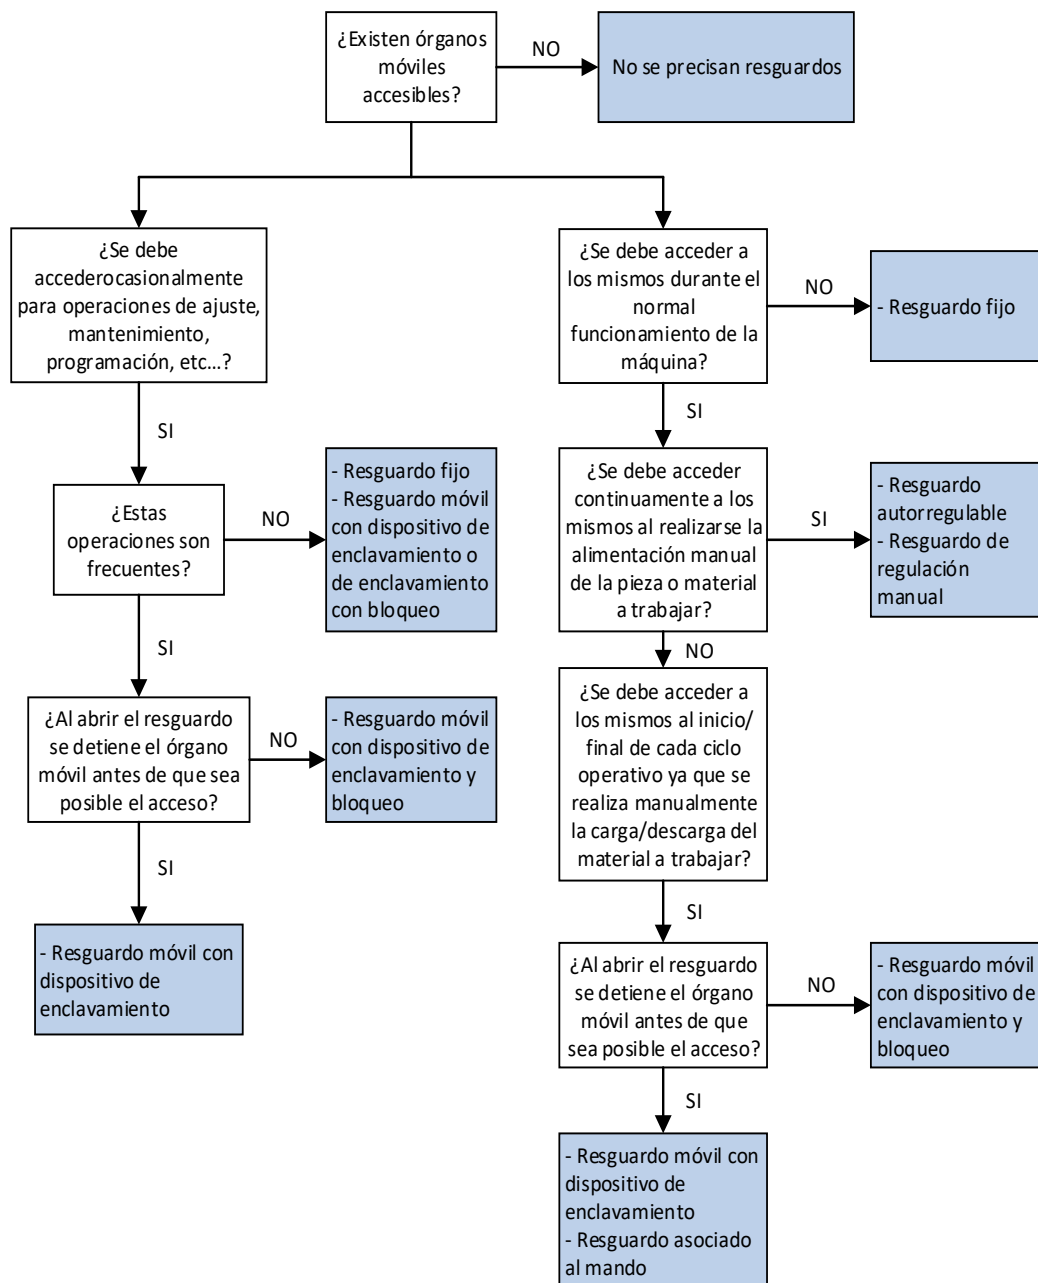 ¿Existen órganos
móviles
accesibles?
NO
No se precisan resguardos
¿Se debe
accederocasionalmente
para operaciones de ajuste,
mantenimiento,
programación, etc...?
¿Se debe acceder a
los mismos durante el
normal
funcionamiento de la
máquina?
NO
- Resguardo fijo
SI
SI
¿Estas
operaciones son
frecuentes?
NO
- Resguardo fijo
- Resguardo móvil
con dispositivo de
enclavamiento o
de enclavamiento
con bloqueo
¿Se debe acceder
continuamente a los
mismos al realizarse la
alimentación manual
de la pieza o material
a trabajar?
SI
- Resguardo
autorregulable
- Resguardo de
regulación
manual
SI
NO
¿Al abrir el resguardo
se detiene el órgano
móvil antes de que sea
posible el acceso?
NO
- Resguardo móvil
con dispositivo de
enclavamiento y
bloqueo
¿Se debe acceder a
los mismos al inicio/
final de cada ciclo
operativo ya que se
realiza manualmente
la carga/descarga del
material a trabajar?
SI
SI
- Resguardo móvil con
dispositivo de
enclavamiento
¿Al abrir el resguardo
se detiene el órgano
móvil antes de que
sea posible el acceso?
NO
- Resguardo móvil
con dispositivo de
enclavamiento y
bloqueo
SI
- Resguardo móvil con
dispositivo de
enclavamiento
- Resguardo asociado
al mando